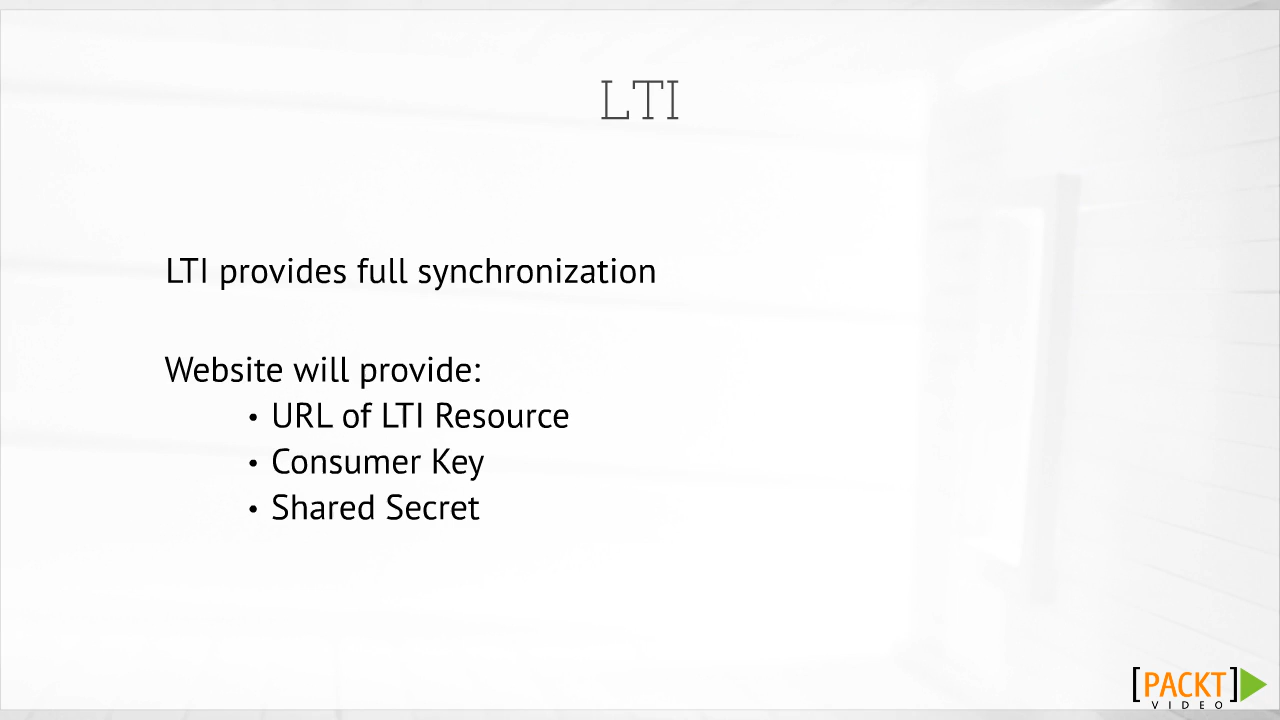 LTI
LTI provides full synchronization
Website will provide:
• URL of LTI Resource
• Consumer Key
• Shared Secret
[PACKT]
VIDEO